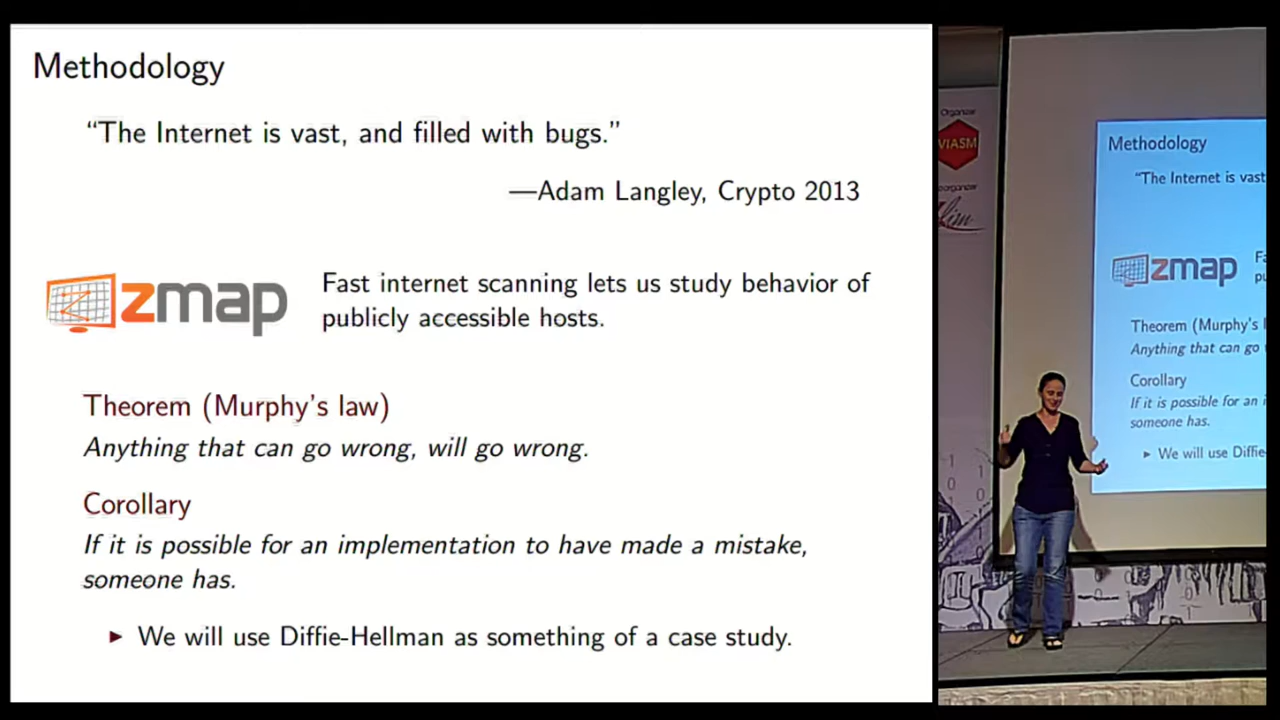 Methodology
“The Internet is vast, and filled with bugs.”
—Adam Langley, Crypto 2013
zmap
Fast internet scanning lets us study behavior of
publicly accessible hosts.
Theorem (Murphy’s law)
Anything that can go wrong, will go wrong.
Corollary
If it is possible for an implementation to have made a mistake,
someone has.
▶ We will use Diffie-Hellman as something of a case study.
Organizer
VIASM
Methodology
“The Internet is vast
zmap
Theorem (Murphy’s l
Anything that can go
Corollary
If it is possible for an i
someone has.
▶ We will use Diffie-